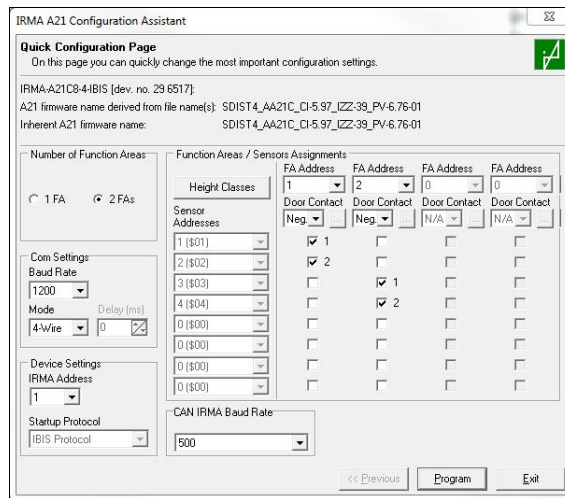 IRMA A21 Configuration Assistant
Quick Configuration Page
On this page you can quickly change the most important configuration settings.
IRMA-A21C8-4-IBIS [dev. no. 29 6517]:
A21 firmware name derived from file name(s): SDIST4_AA21C_CI-5.97_IZZ-39_PV-6.76-01
Inherent A21 firmware name: SDIST4_AA21C_CI-5.97_IZZ-39_PV-6.76-01
Number of Function Areas
1 FA 2 FAs
Com Settings
Baud Rate
1200
Mode Delay (ms)
4-Wire 0
Device Settings
IRMA Address
1
Startup Protocol
IBIS Protocol
Function Areas / Sensors Assignments
FA Address FA Address FA Address FA Address
Height Classes 1 2 0 0
Door Contact Door Contact Door Contact Door Contact
Sensor Addresses
Neg. ... Neg. ... N/A ... N/A ...
1 ($01) 1
2 ($02) 2
3 ($03) 1
4 ($04) 2
0 ($00)
0 ($00)
0 ($00)
0 ($00)
CAN IRMA Baud Rate
500
<< Previous Program Exit